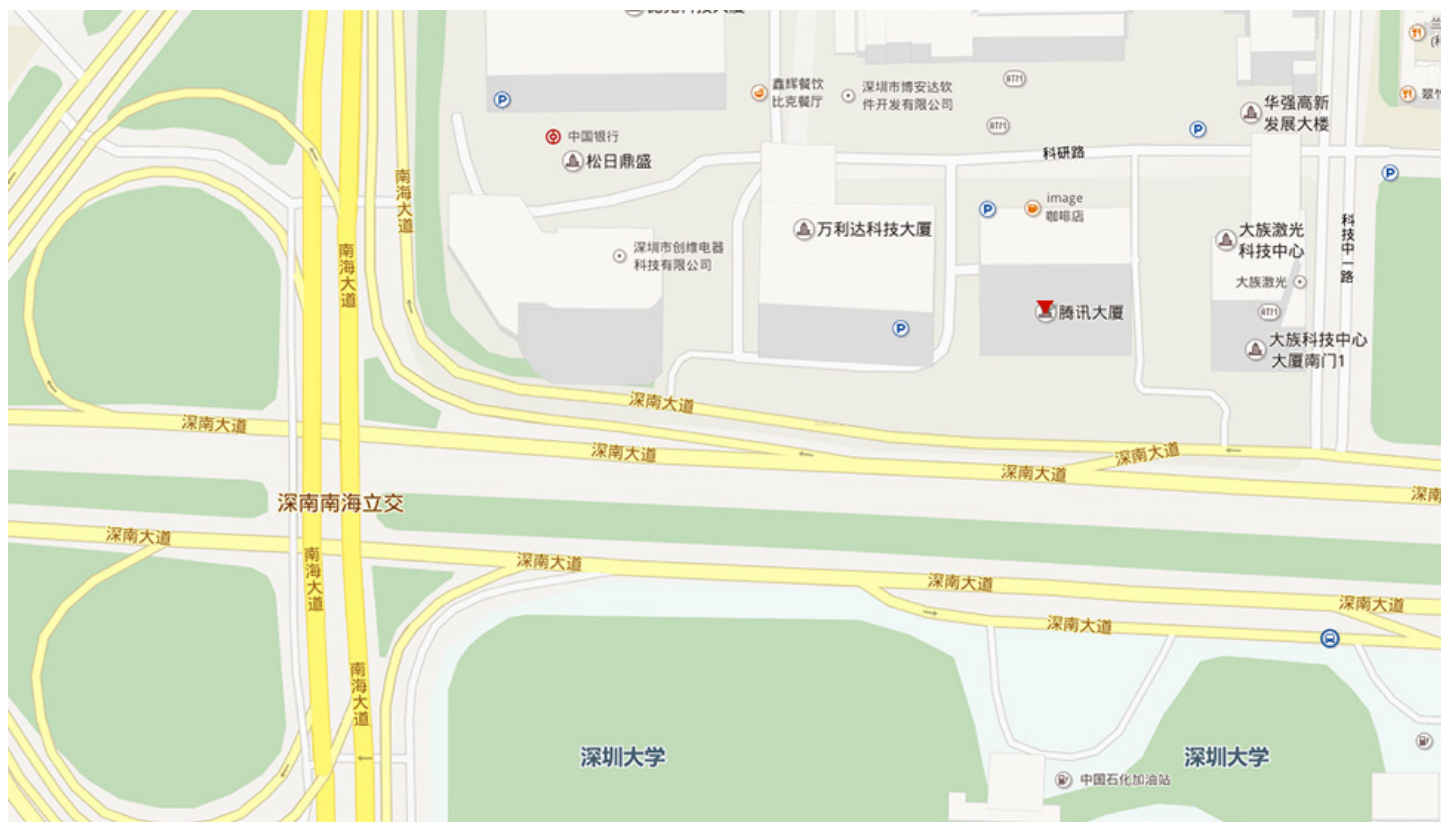 鑫辉餐饮
比克餐厅
深圳市博安达软
件开发有限公司
ATM
华强高新
发展大楼
P
中国银行
松日鼎盛
ATM
P
科研路
P
南海大道
image
咖啡店
P
万利达科技大厦
科技中一路
大族激光
科技中心
深圳市创维电器
科技有限公司
南海大道
大族激光
ATM
腾讯大厦
P
大族科技中心
大厦南门1
深南大道
深南大道
深南大道
深南大道
深南大道
深南
深南南海立交
深南大道
深南大道
南海大道
深南大道
深南大道
深南大道
南海大道
深圳大学
深圳大学
中国石化加油站